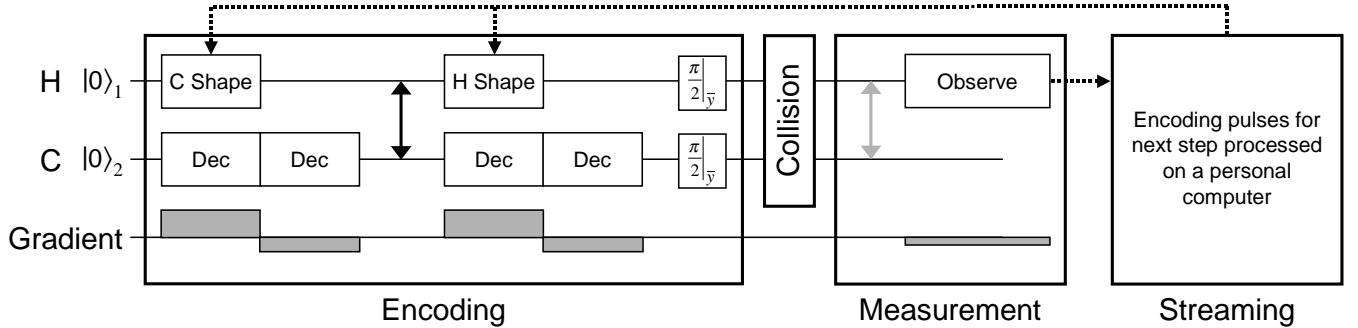 H |0⟩₁ C Shape H Shape π/2|ȳ Observe
C |0⟩₂ Dec Dec Dec Dec π/2|ȳ
Gradient
Collision
Encoding pulses for
next step processed
on a personal
computer
Encoding Measurement Streaming